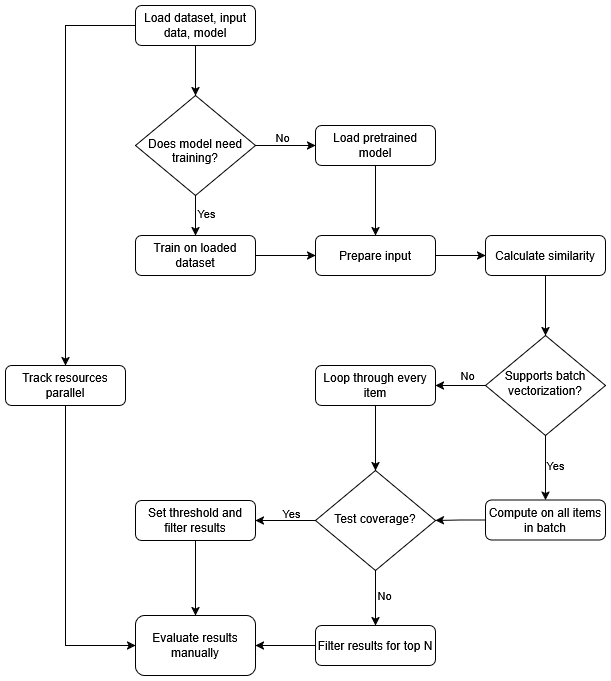 Load dataset, input
data, model
Does model need
training?
No
Load pretrained
model
Yes
Train on loaded
dataset
Prepare input
Calculate similarity
Track resources
parallel
Loop through every
item
No
Supports batch
vectorization?
Yes
Set threshold and
filter results
Yes
Test coverage?
Compute on all items
in batch
No
Evaluate results
manually
Filter results for top N